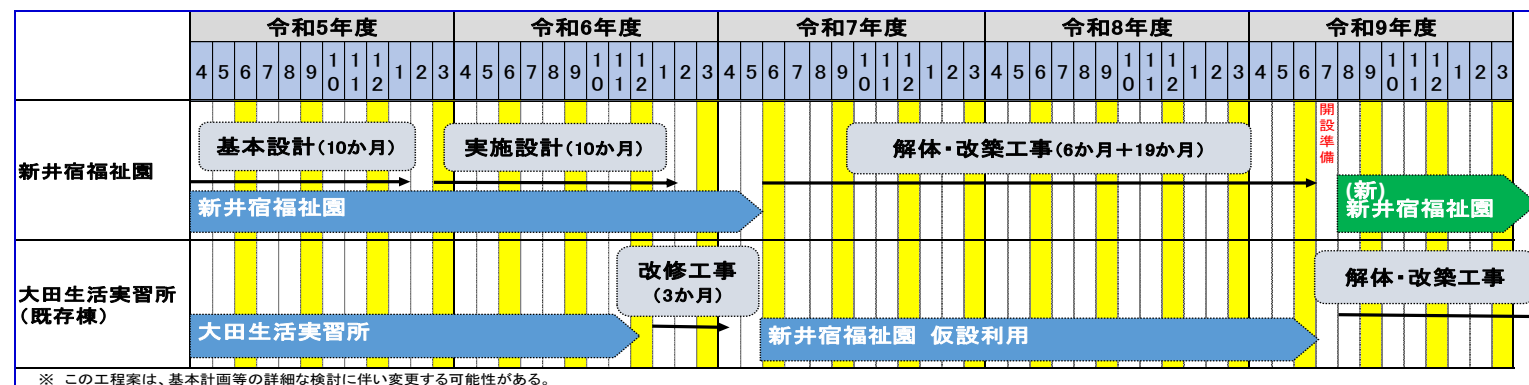 令和5年度 令和6年度 令和7年度 令和8年度 令和9年度
4 5 6 7 8 9 10 11 12 1 2 3 4 5 6 7 8 9 10 11 12 1 2 3 4 5 6 7 8 9 10 11 12 1 2 3 4 5 6 7 8 9 10 11 12 1 2 3 4 5 6 7 8 9 10 11 12 1 2 3
新井宿福祉園
基本設計(10か月)
実施設計(10か月)
解体・改築工事(6か月+19か月)
開設準備
新井宿福祉園
(新)
新井宿福祉園
大田生活実習所
(既存棟)
改修工事
(3か月)
解体・改築工事
大田生活実習所
新井宿福祉園 仮設利用
※ この工程案は、基本計画等の詳細な検討に伴い変更する可能性がある。